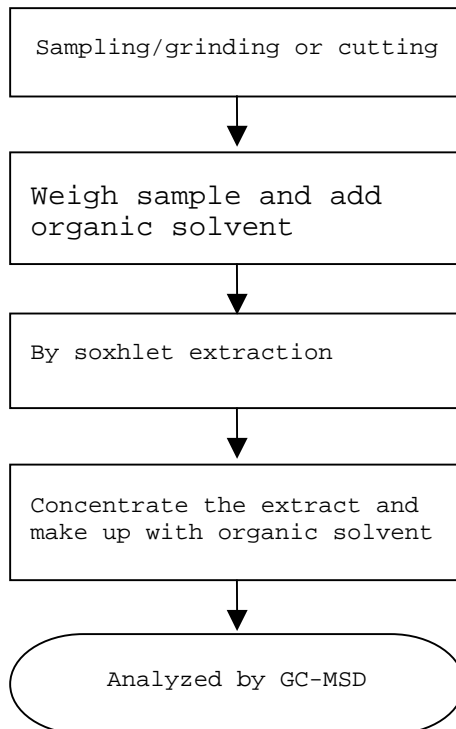 Sampling/grinding or cutting
Weigh sample and add
organic solvent
By soxhlet extraction
Concentrate the extract and
make up with organic solvent
Analyzed by GC-MSD